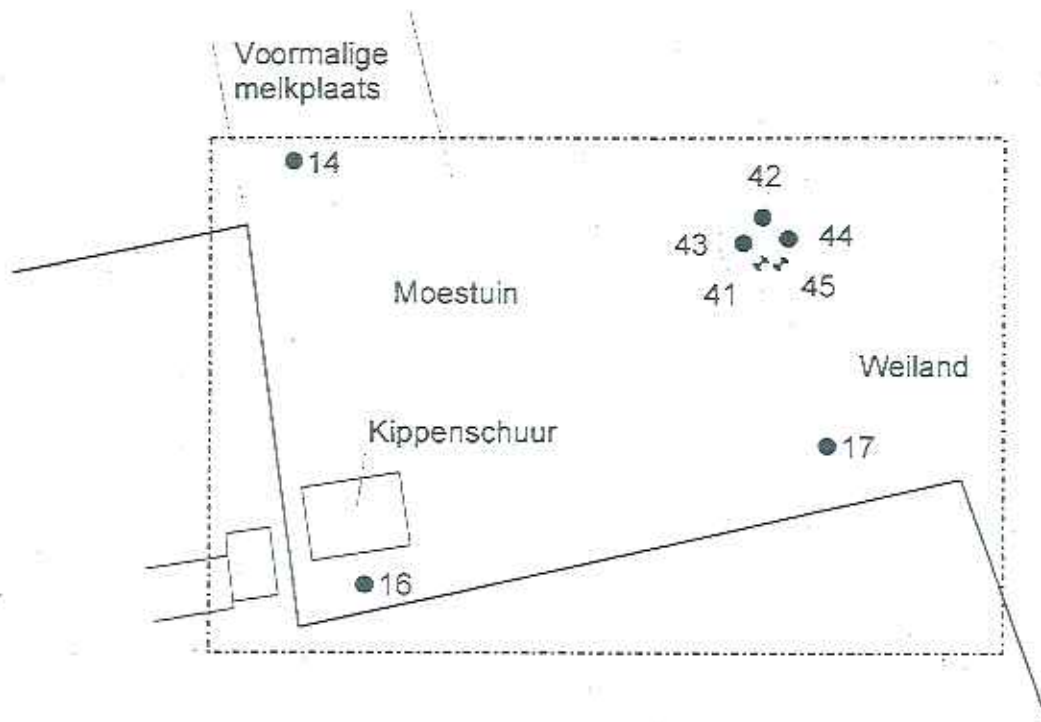 Voormalige
melkplaats
14
42
43
44
41
45
Moestuin
Weiland
Kippenschuur
17
16